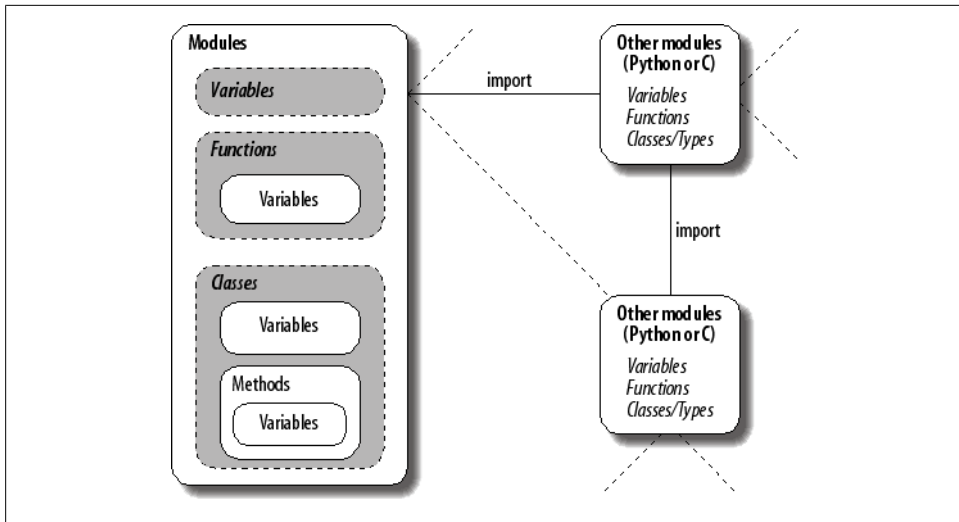 Modules
Variables
Functions
Variables
Classes
Variables
Methods
Variables
import
Other modules
(Python or C)
Variables
Functions
Classes/Types
import
Other modules
(Python or C)
Variables
Functions
Classes/Types